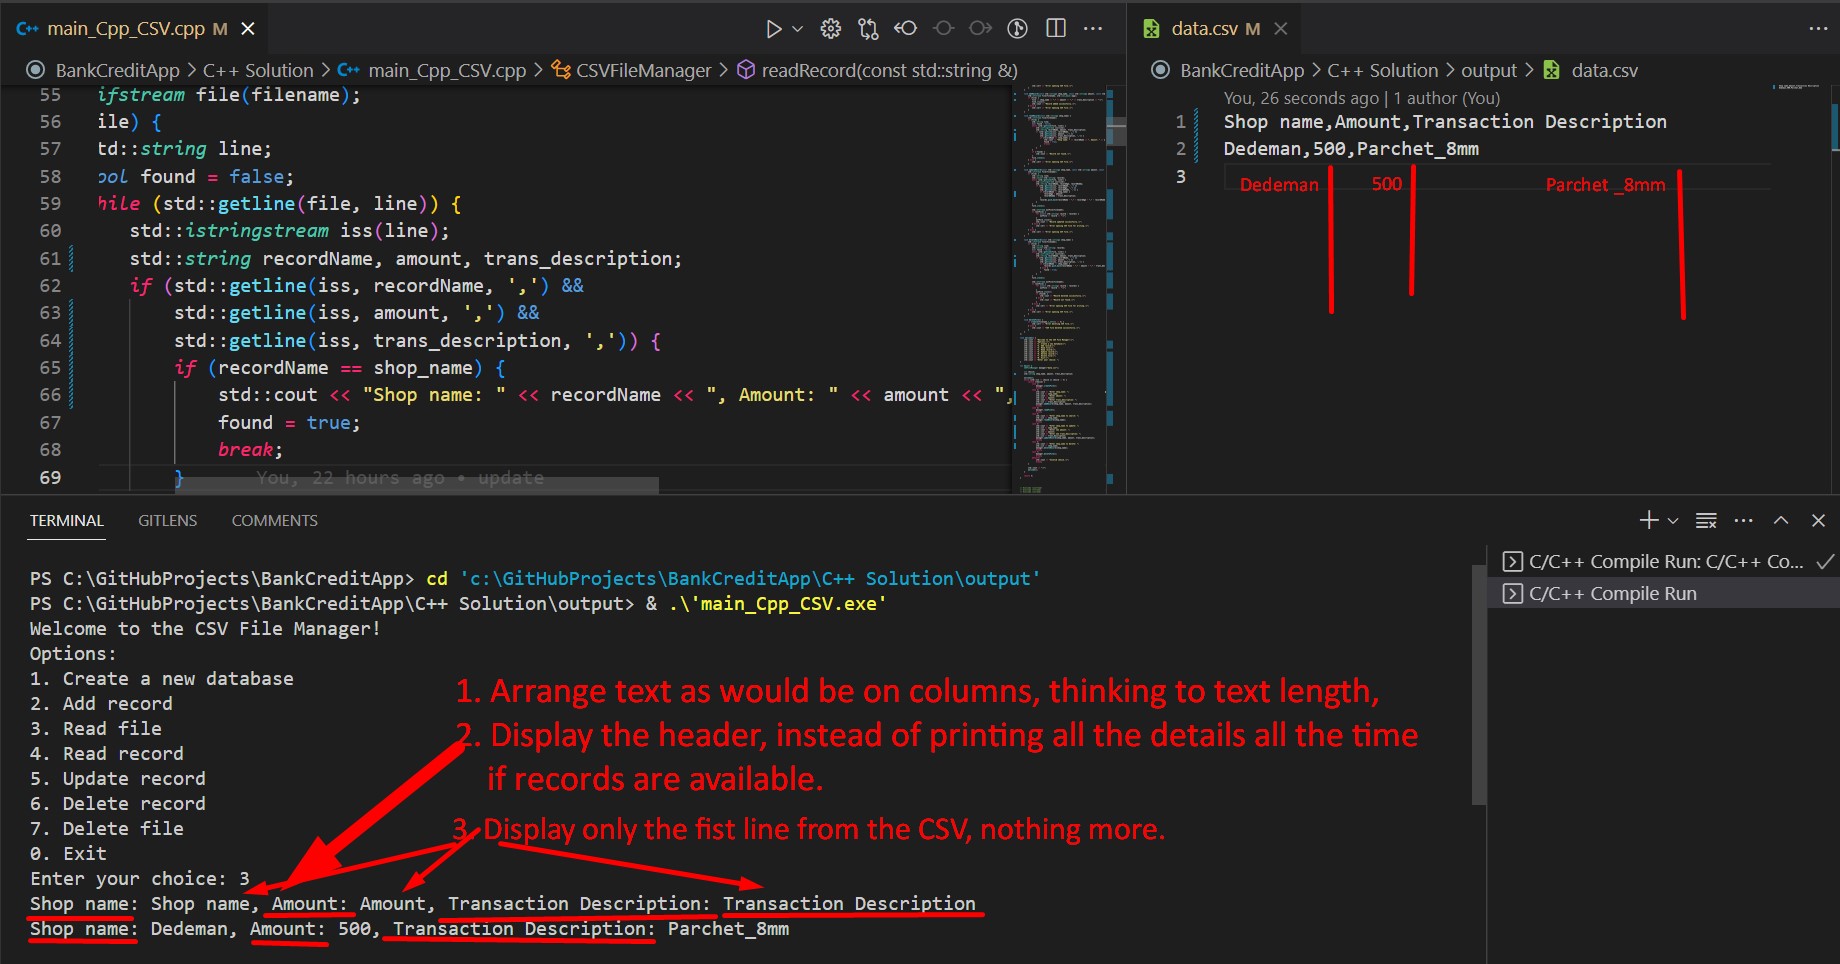 C++ main_Cpp_CSV.cpp M
data.csv M
BankCreditApp > C++ Solution > C++ main_Cpp_CSV.cpp > CSVFileManager > readRecord(const std::string &)
BankCreditApp > C++ Solution > output > data.csv
You, 26 seconds ago | 1 author (You)
55 ifstream file(filename);
56 ile) {
57 td::string line;
58 ool found = false;
59 hile (std::getline(file, line)) {
60 std::istringstream iss(line);
61 std::string recordName, amount, trans_description;
62 if (std::getline(iss, recordName, ',') &&
63 std::getline(iss, amount, ',') &&
64 std::getline(iss, trans_description, ',')) {
65 if (recordName == shop_name) {
66 std::cout << "Shop name: " << recordName << ", Amount: " << amount << ",
67 found = true;
68 break;
69 } You, 22 hours ago • update
1 Shop name,Amount,Transaction Description
2 Dedeman,500,Parchet_8mm
3
Dedeman 500 Parchet _8mm
TERMINAL GITLENS COMMENTS
C/C++ Compile Run: C/C++ Co...
C/C++ Compile Run
PS C:\GitHubProjects\BankCreditApp> cd 'c:\GitHubProjects\BankCreditApp\C++ Solution\output'
PS C:\GitHubProjects\BankCreditApp\C++ Solution\output> & .\'main_Cpp_CSV.exe'
Welcome to the CSV File Manager!
Options:
1. Create a new database
2. Add record
3. Read file
4. Read record
5. Update record
6. Delete record
7. Delete file
0. Exit
Enter your choice: 3
Shop name: Shop name, Amount: Amount, Transaction Description: Transaction Description
Shop name: Dedeman, Amount: 500, Transaction Description: Parchet_8mm
1. Arrange text as would be on columns, thinking to text length,
2. Display the header, instead of printing all the details all the time
if records are available.
3. Display only the fist line from the CSV, nothing more.